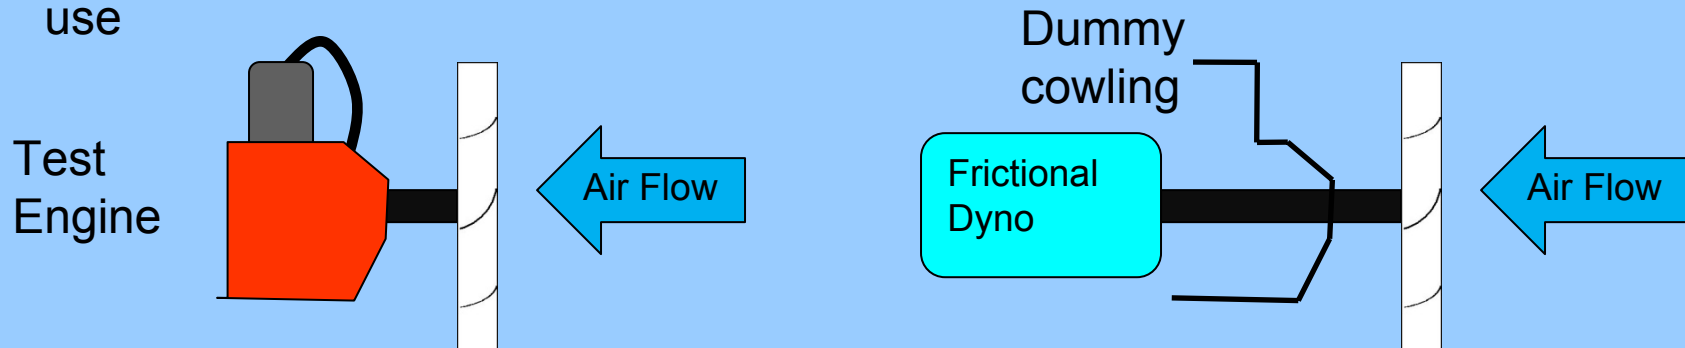 use
Test
Engine
Air Flow
Dummy
cowling
Frictional
Dyno
Air Flow